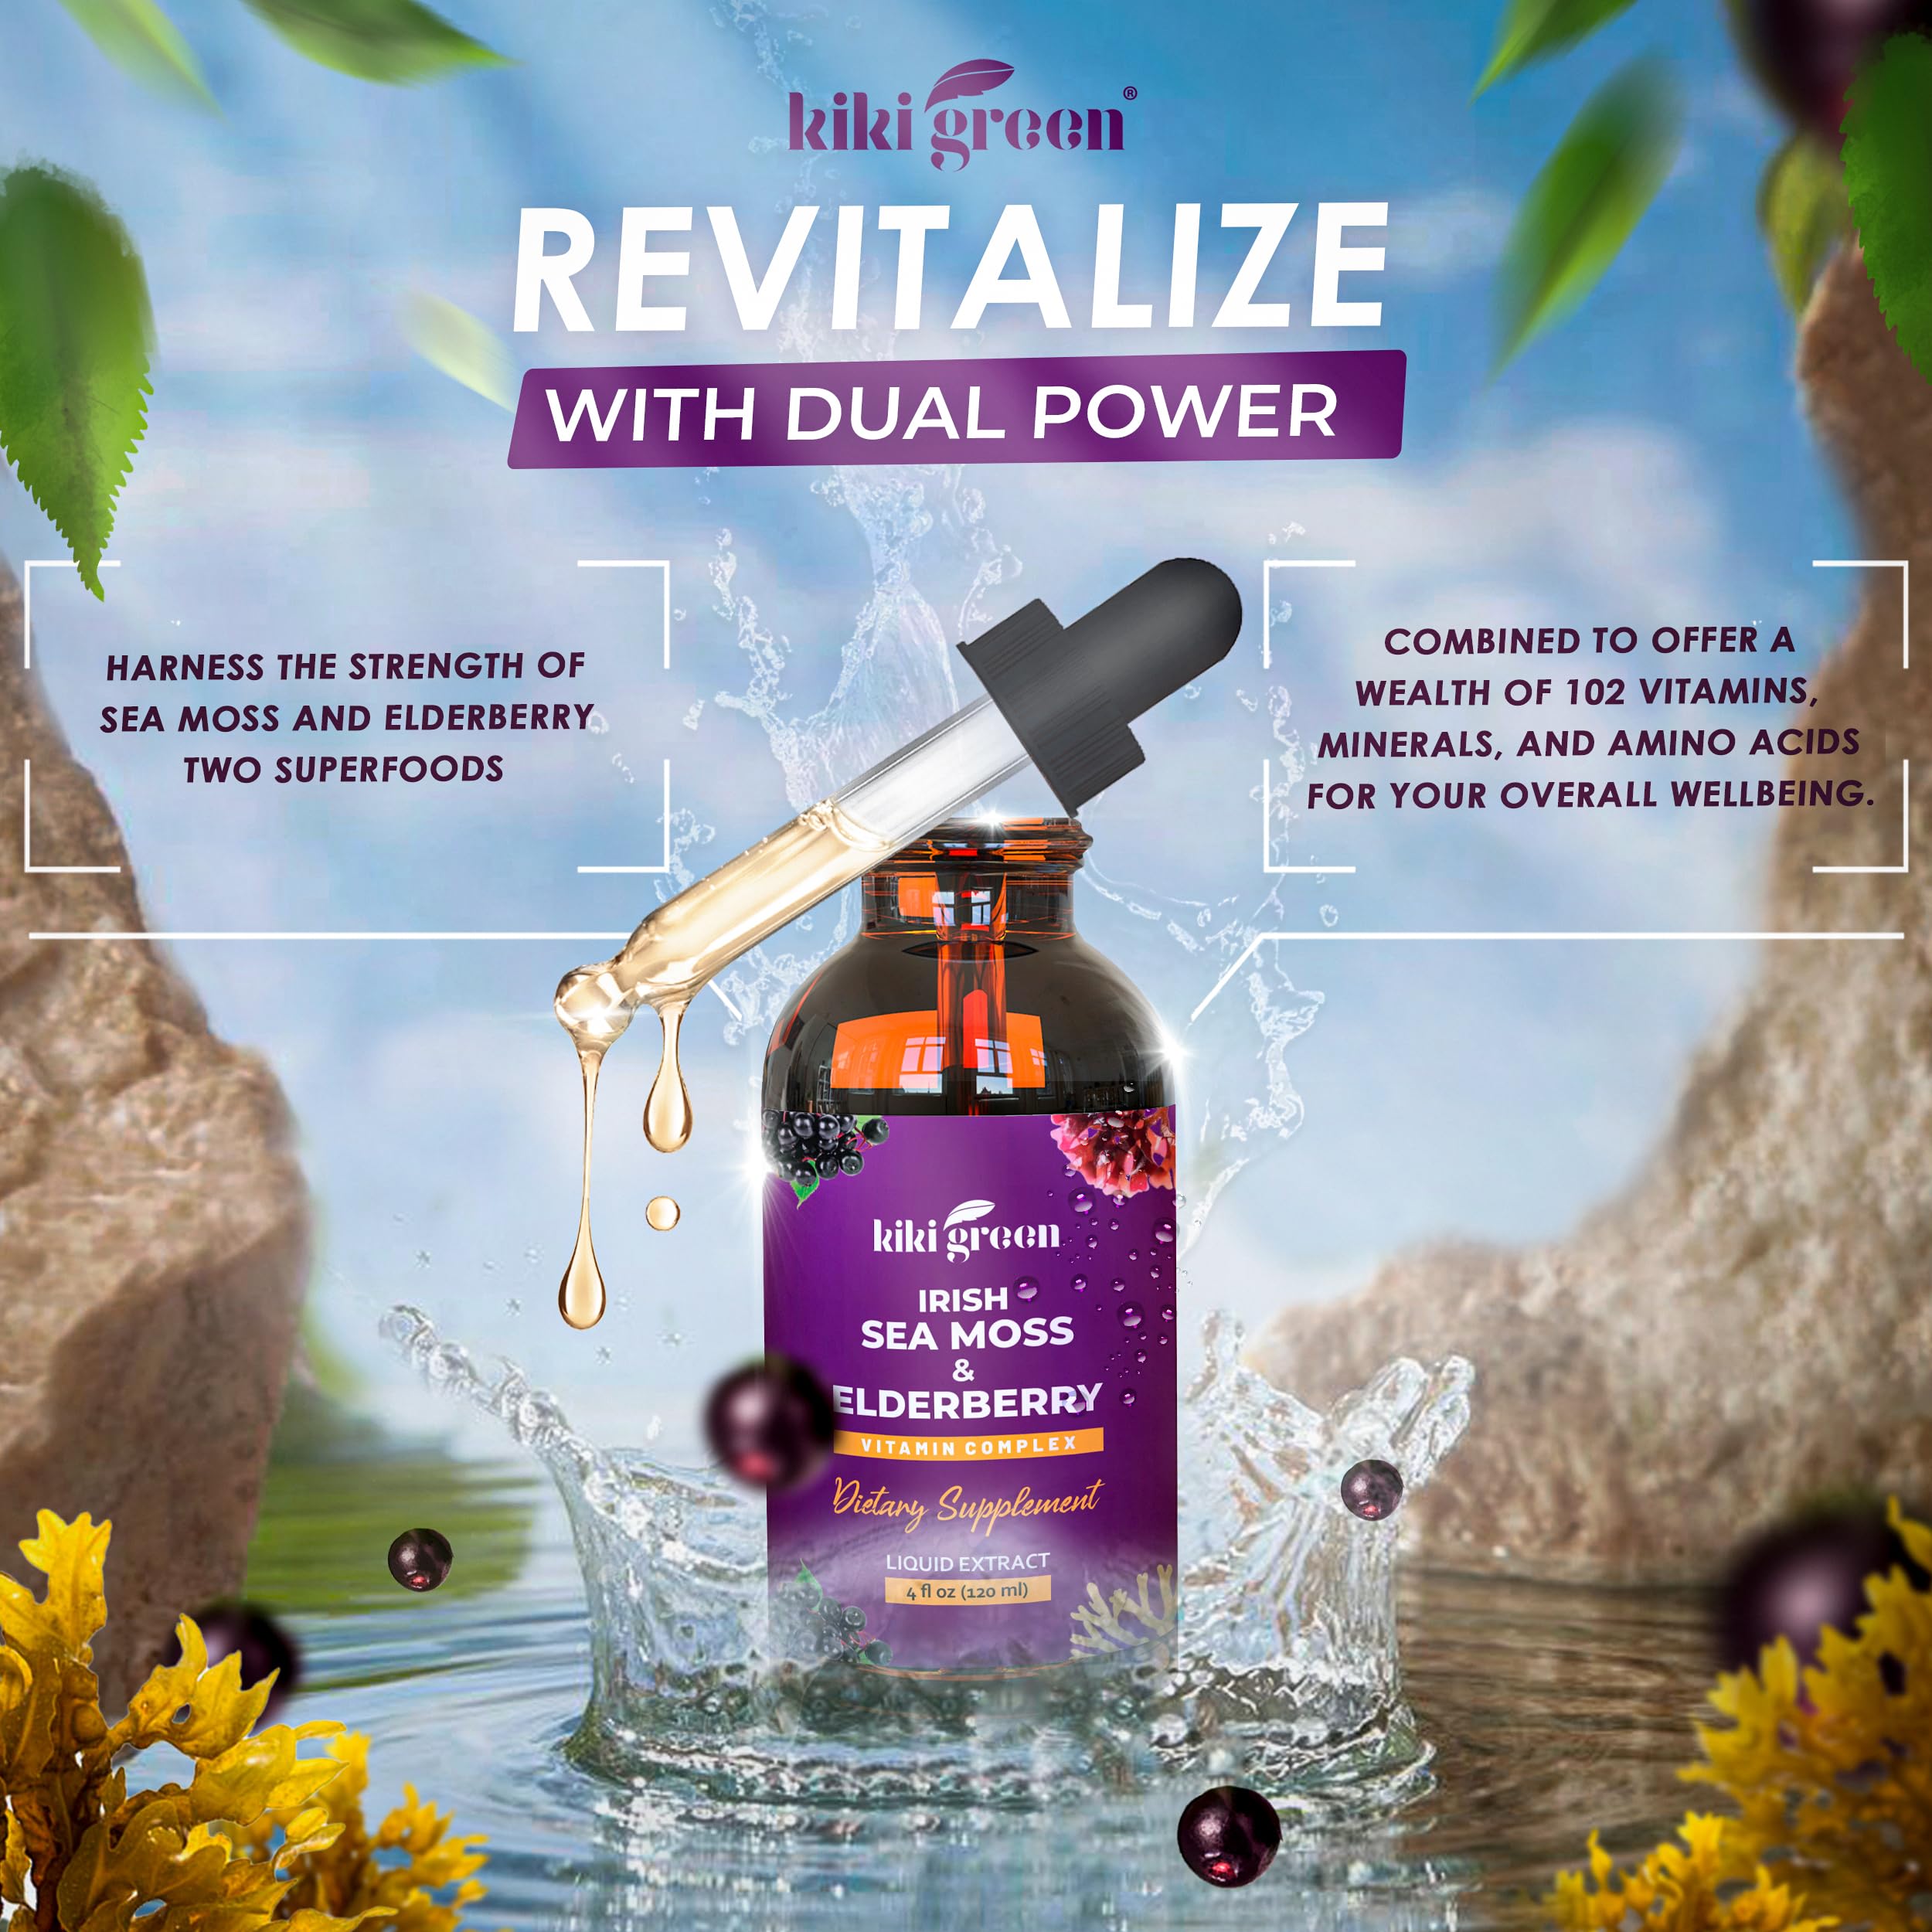 kiki green®
REVITALIZE
WITH DUAL POWER
HARNESS THE STRENGTH OF
SEA MOSS AND ELDERBERRY
TWO SUPERFOODS
COMBINED TO OFFER A
WEALTH OF 102 VITAMINS,
MINERALS, AND AMINO ACIDS
FOR YOUR OVERALL WELLBEING.
kiki green
IRISH
SEA MOSS
&
ELDERBERRY
VITAMIN COMPLEX
Dietary Supplement
LIQUID EXTRACT
4 fl oz (120 ml)